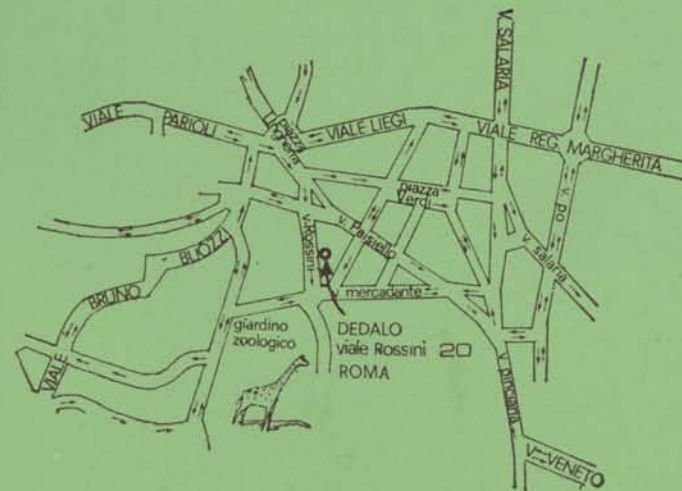 V. SALARIA
VIALE PARIOLI
piazza
ungheria
VIALE LIEGI
VIALE REG. MARGHERITA
piazza
Verdi
v. po
v. Rossini
v. Paisiello
v. salaria
VIALE BRUNO BUOZZI
v. mercadante
giardino
zoologico
DEDALO
viale Rossini 20
ROMA
v. pinciana
V. VENETO